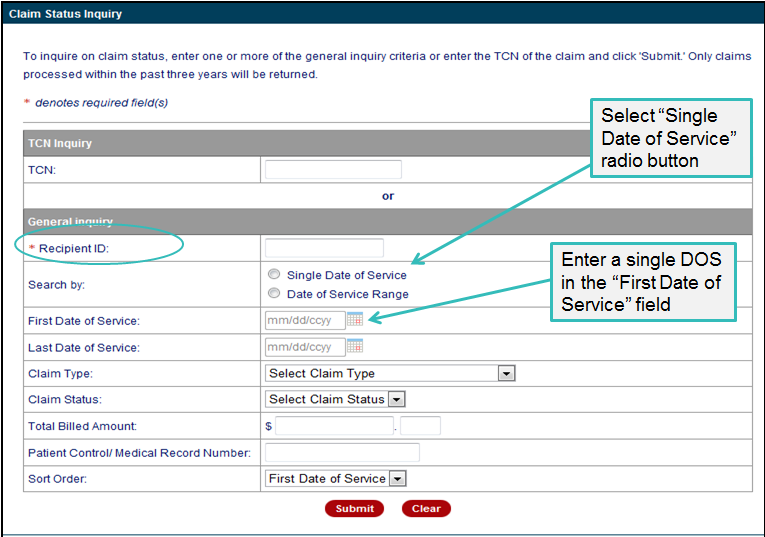 Claim Status Inquiry
To inquire on claim status, enter one or more of the general inquiry criteria or enter the TCN of the claim and click 'Submit.' Only claims
processed within the past three years will be returned.
* denotes required field(s)
Select “Single
Date of Service”
radio button
TCN Inquiry
TCN:
or
General inquiry
* Recipient ID:
Search by:
Single Date of Service
Date of Service Range
Enter a single DOS
in the “First Date of
Service” field
First Date of Service: mm/dd/ccyy
Last Date of Service: mm/dd/ccyy
Claim Type: Select Claim Type
Claim Status: Select Claim Status
Total Billed Amount: $ .
Patient Control/ Medical Record Number:
Sort Order: First Date of Service
Submit Clear